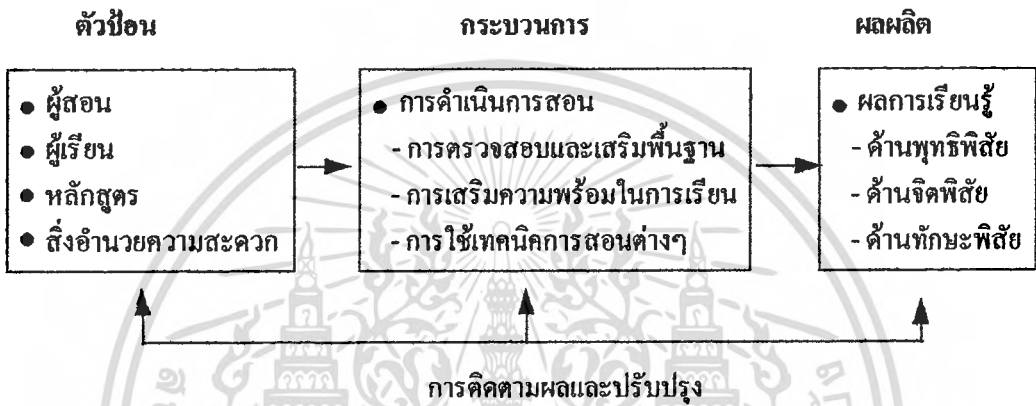 ตัวป้อน
กระบวนการ
ผลผลิต
● ผู้สอน
● ผู้เรียน
● หลักสูตร
● สิ่งอำนวยความสะดวก
● การดำเนินการสอน
- การตรวจสอบและเสริมพื้นฐาน
- การเสริมความพร้อมในการเรียน
- การใช้เทคนิคการสอนต่างๆ
● ผลการเรียนรู้
- ด้านพุทธิพิสัย
- ด้านจิตพิสัย
- ด้านทักษะพิสัย
การติดตามผลและปรับปรุง